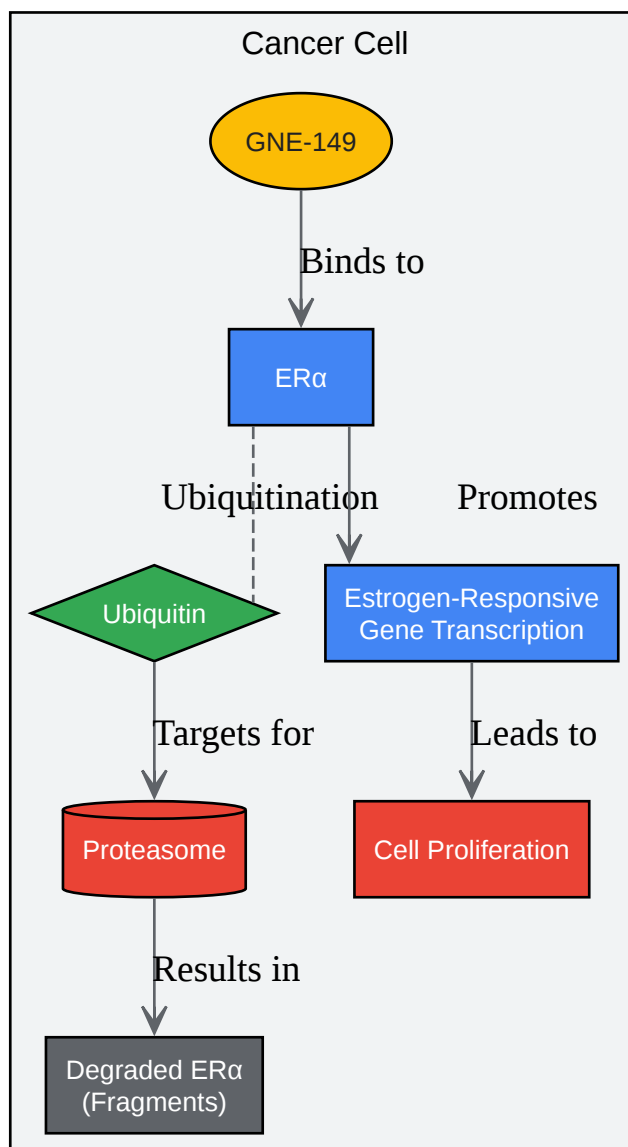 Cancer Cell
GNE-149
Binds to
ERα
Ubiquitination
Promotes
Ubiquitin
Estrogen-Responsive
Gene Transcription
Targets for
Leads to
Proteasome
Cell Proliferation
Results in
Degraded ERα
(Fragments)